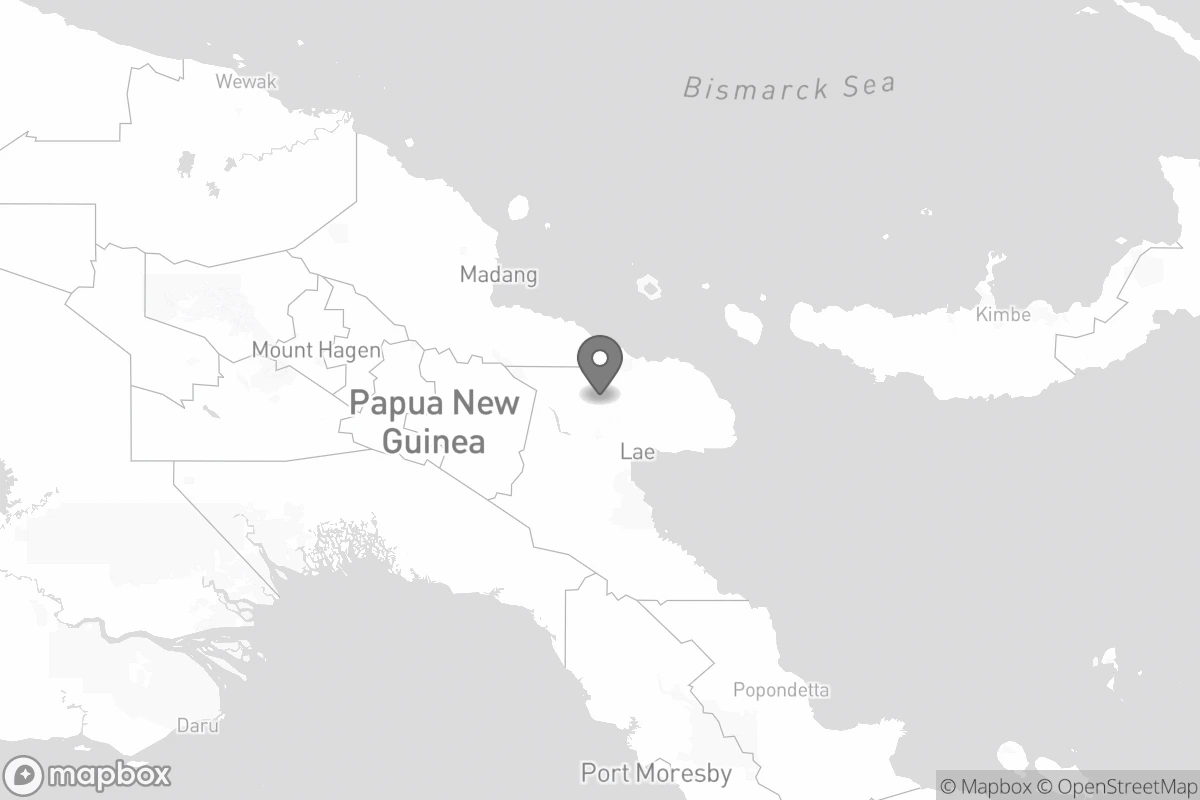 Wewak
Bismarck Sea
Madang
Kimbe
Mount Hagen
Papua New
Guinea
Lae
Popondetta
Daru
Port Moresby
mapbox
© Mapbox © OpenStreetMap